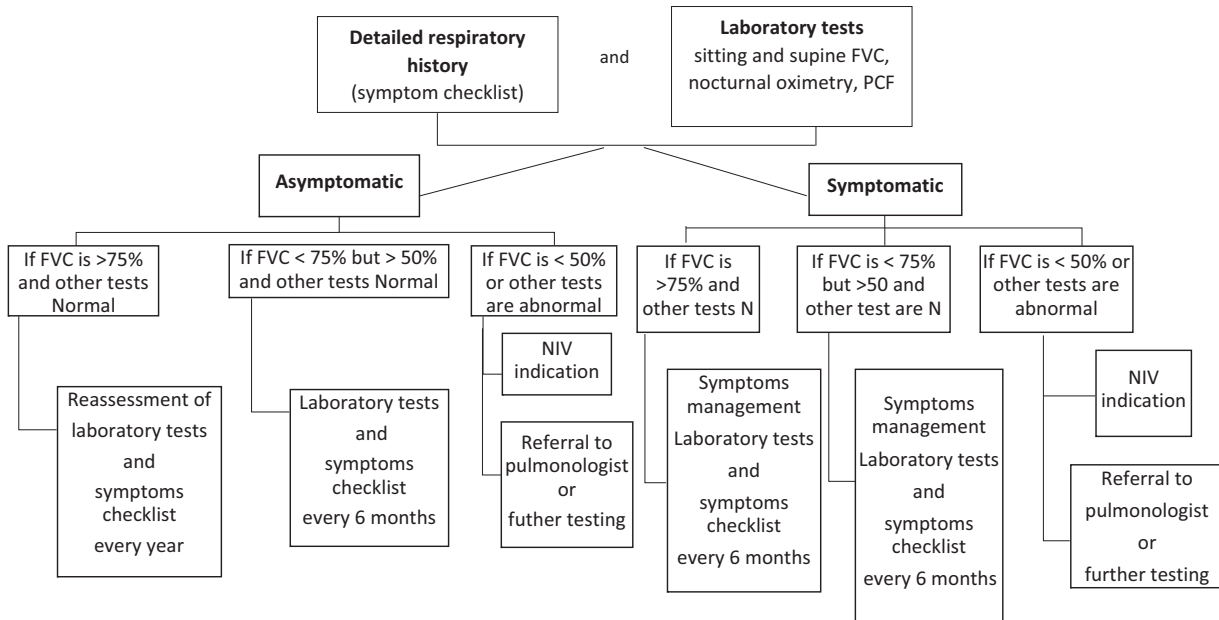 Detailed respiratory
history
(symptom checklist)
and
Laboratory tests
sitting and supine FVC,
nocturnal oximetry, PCF
Asymptomatic
Symptomatic
If FVC is >75%
and other tests
Normal
If FVC < 75% but > 50%
and other tests Normal
If FVC is < 50%
or other tests
are abnormal
If FVC is
>75% and
other tests N
If FVC is < 75%
but >50 and
other test are N
If FVC is < 50% or
other tests are
abnormal
Reassessment of
laboratory tests
and
symptoms
checklist
every year
Laboratory tests
and
symptoms
checklist
every 6 months
NIV
indication
Referral to
pulmonologist
or
futher testing
Symptoms
management
Laboratory tests
and
symptoms
checklist
every 6 months
Symptoms
management
Laboratory tests
and
symptoms
checklist
every 6 months
NIV
indication
Referral to
pulmonologist
or
further testing